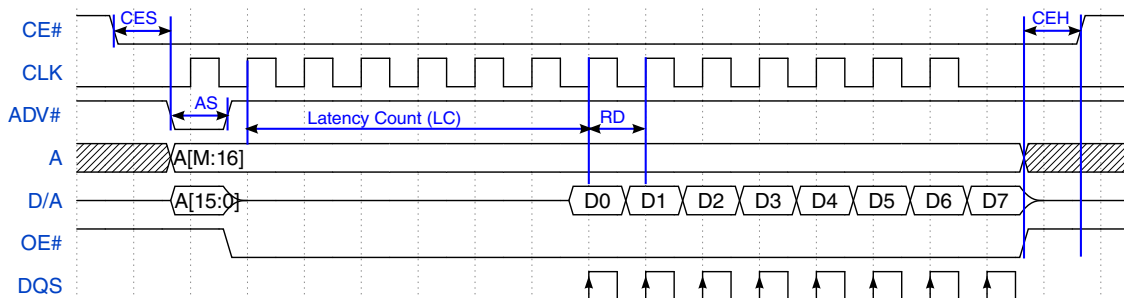 CE# CES CEH
CLK
ADV# AS Latency Count (LC) RD
A A[M:16]
D/A A[15:0] D0 D1 D2 D3 D4 D5 D6 D7
OE#
DQS